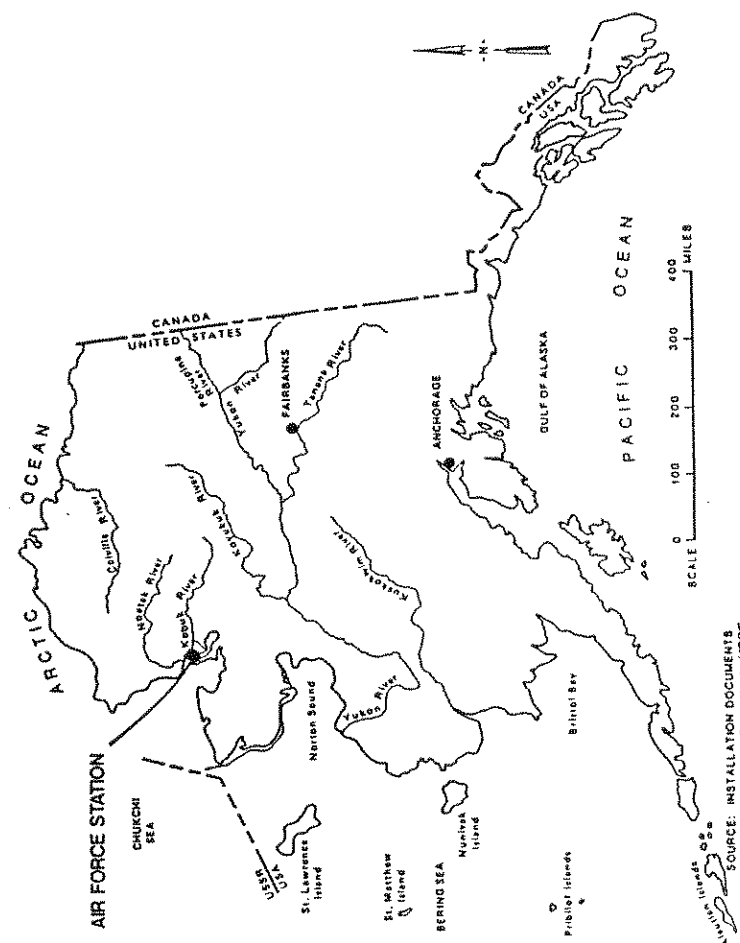 AIR FORCE STATION
ARCTIC OCEAN
CHUKCHI
SEA
USSR
USA
St. Lawrence
Island
St. Matthew
Island
BERING SEA
Nunivak
Island
Pribilof Islands
Aleutian Islands
Norton Sound
Bristol Bay
Colville River
Noatak River
Kobuk River
Koyukuk River
Yukon River
Kuskokwim River
Porcupine
River
Yukon River
Tanana River
FAIRBANKS
ANCHORAGE
CANADA
UNITED STATES
CANADA
USA
-N-
GULF OF ALASKA
PACIFIC OCEAN
SCALE
0 100 200 300 400
MILES
SOURCE: INSTALLATION DOCUMENTS